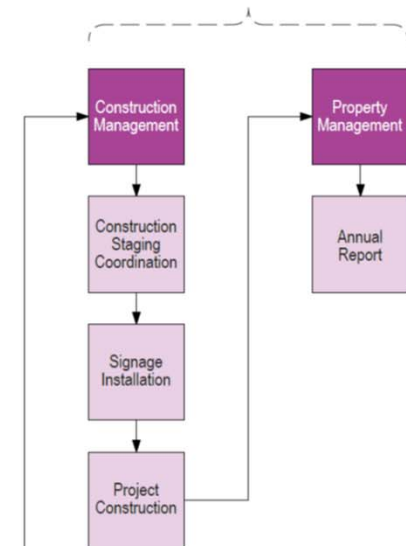 Construction
Management
Construction
Staging
Coordination
Signage
Installation
Project
Construction
Property
Management
Annual
Report